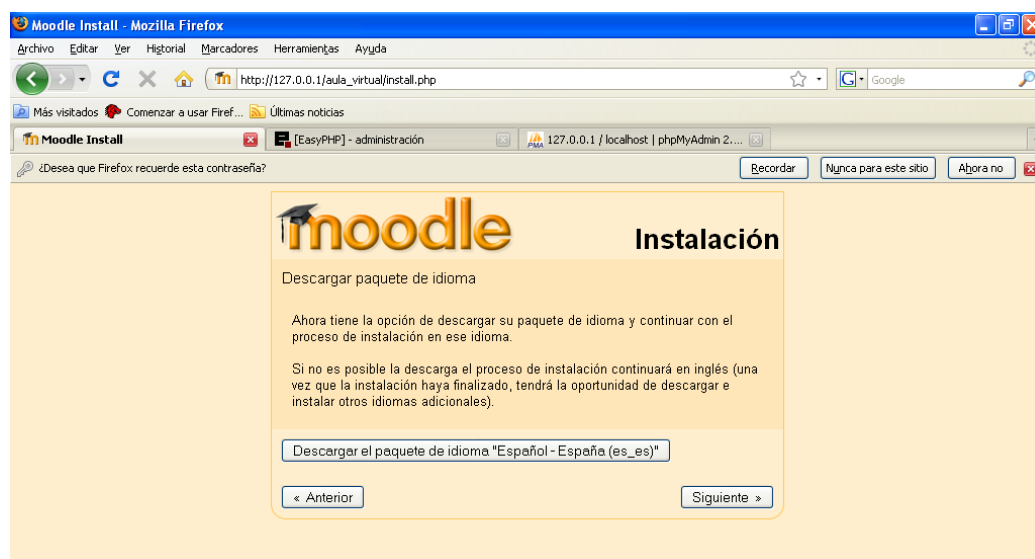 Moodle Install - Mozilla Firefox
Archivo Editar Ver Historial Marcadores Herramientas Ayuda
http://127.0.0.1/aula_virtual/install.php
G Google
Más visitados Comenzar a usar Firef... Últimas noticias
Moodle Install [EasyPHP] - administración 127.0.0.1 / localhost | phpMyAdmin 2....
¿Desea que Firefox recuerde esta contraseña? Recordar Nunca para este sitio Ahora no
moodle Instalación
Descargar paquete de idioma
Ahora tiene la opción de descargar su paquete de idioma y continuar con el
proceso de instalación en ese idioma.
Si no es posible la descarga el proceso de instalación continuará en inglés (una
vez que la instalación haya finalizado, tendrá la oportunidad de descargar e
instalar otros idiomas adicionales).
Descargar el paquete de idioma "Español - España (es_es)"
« Anterior Siguiente »